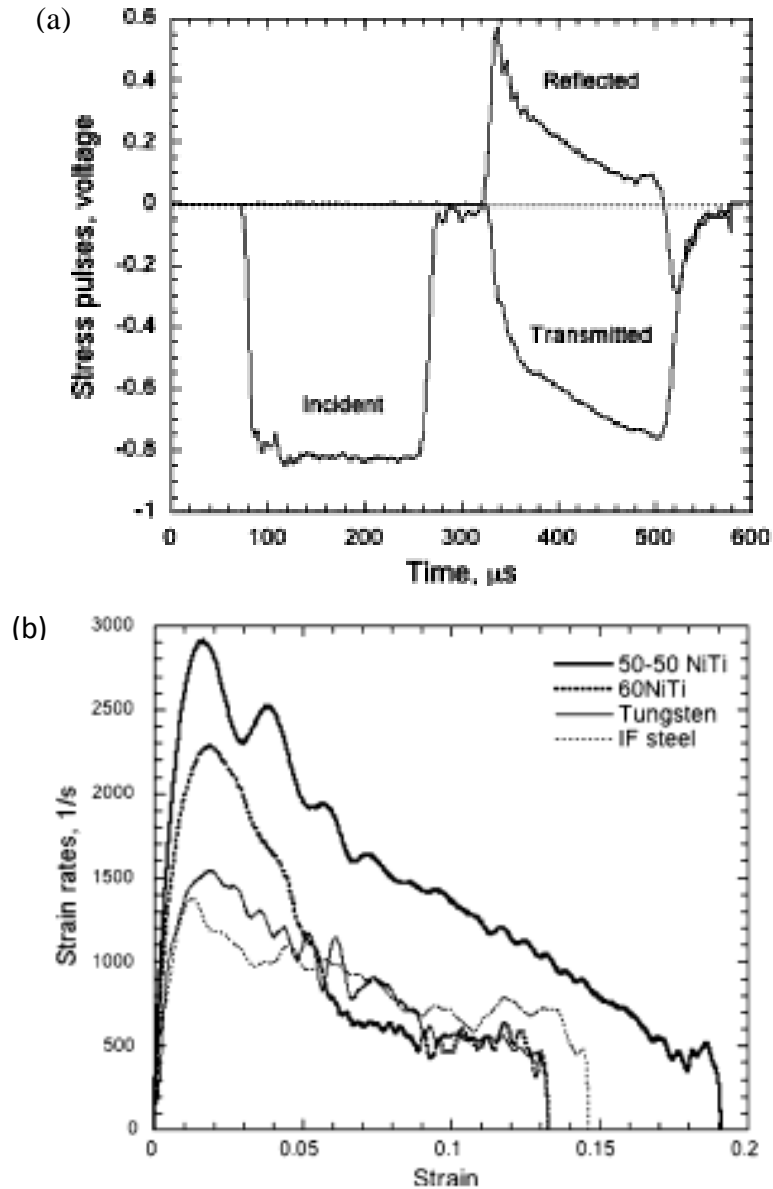 (a)
0.6
0.4
0.2
0
-0.2
-0.4
-0.6
-0.8
-1
Stress pulses, voltage
Reflected
Transmitted
Incident
0 100 200 300 400 500 600
Time, μs
(b)
3000
2500
2000
1500
1000
500
0
Strain rates, 1/s
50-50 NiTi
60NiTi
Tungsten
IF steel
0 0.05 0.1 0.15 0.2
Strain